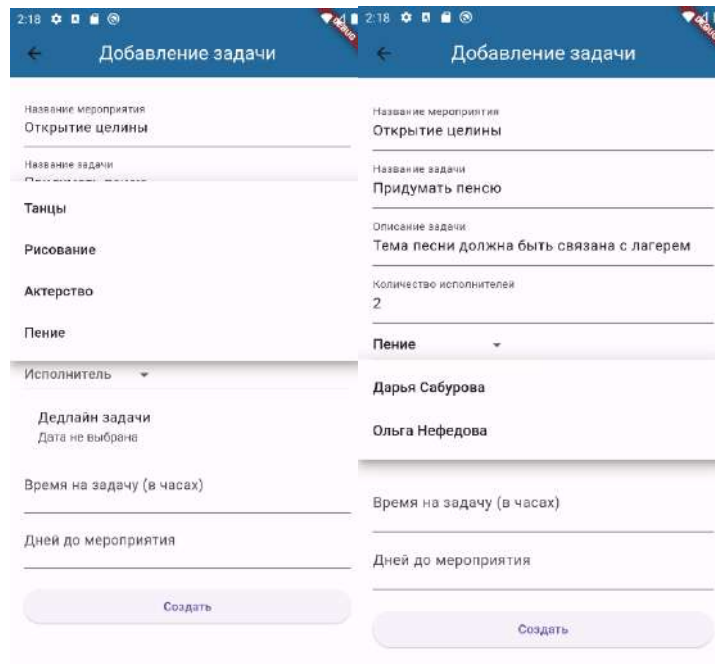 2:18
DEBUG
Добавление задачи
Название мероприятия
Открытие целины
Название задачи
Танцы
Рисование
Актерство
Пение
Исполнитель
Дедлайн задачи
Дата не выбрана
Время на задачу (в часах)
Дней до мероприятия
Создать
2:18
Добавление задачи
Название мероприятия
Открытие целины
Название задачи
Придумать пенсю
Описание задачи
Тема песни должна быть связана с лагерем
Количество исполнителей
2
Пение
Дарья Сабурова
Ольга Нефедова
Время на задачу (в часах)
Дней до мероприятия
Создать